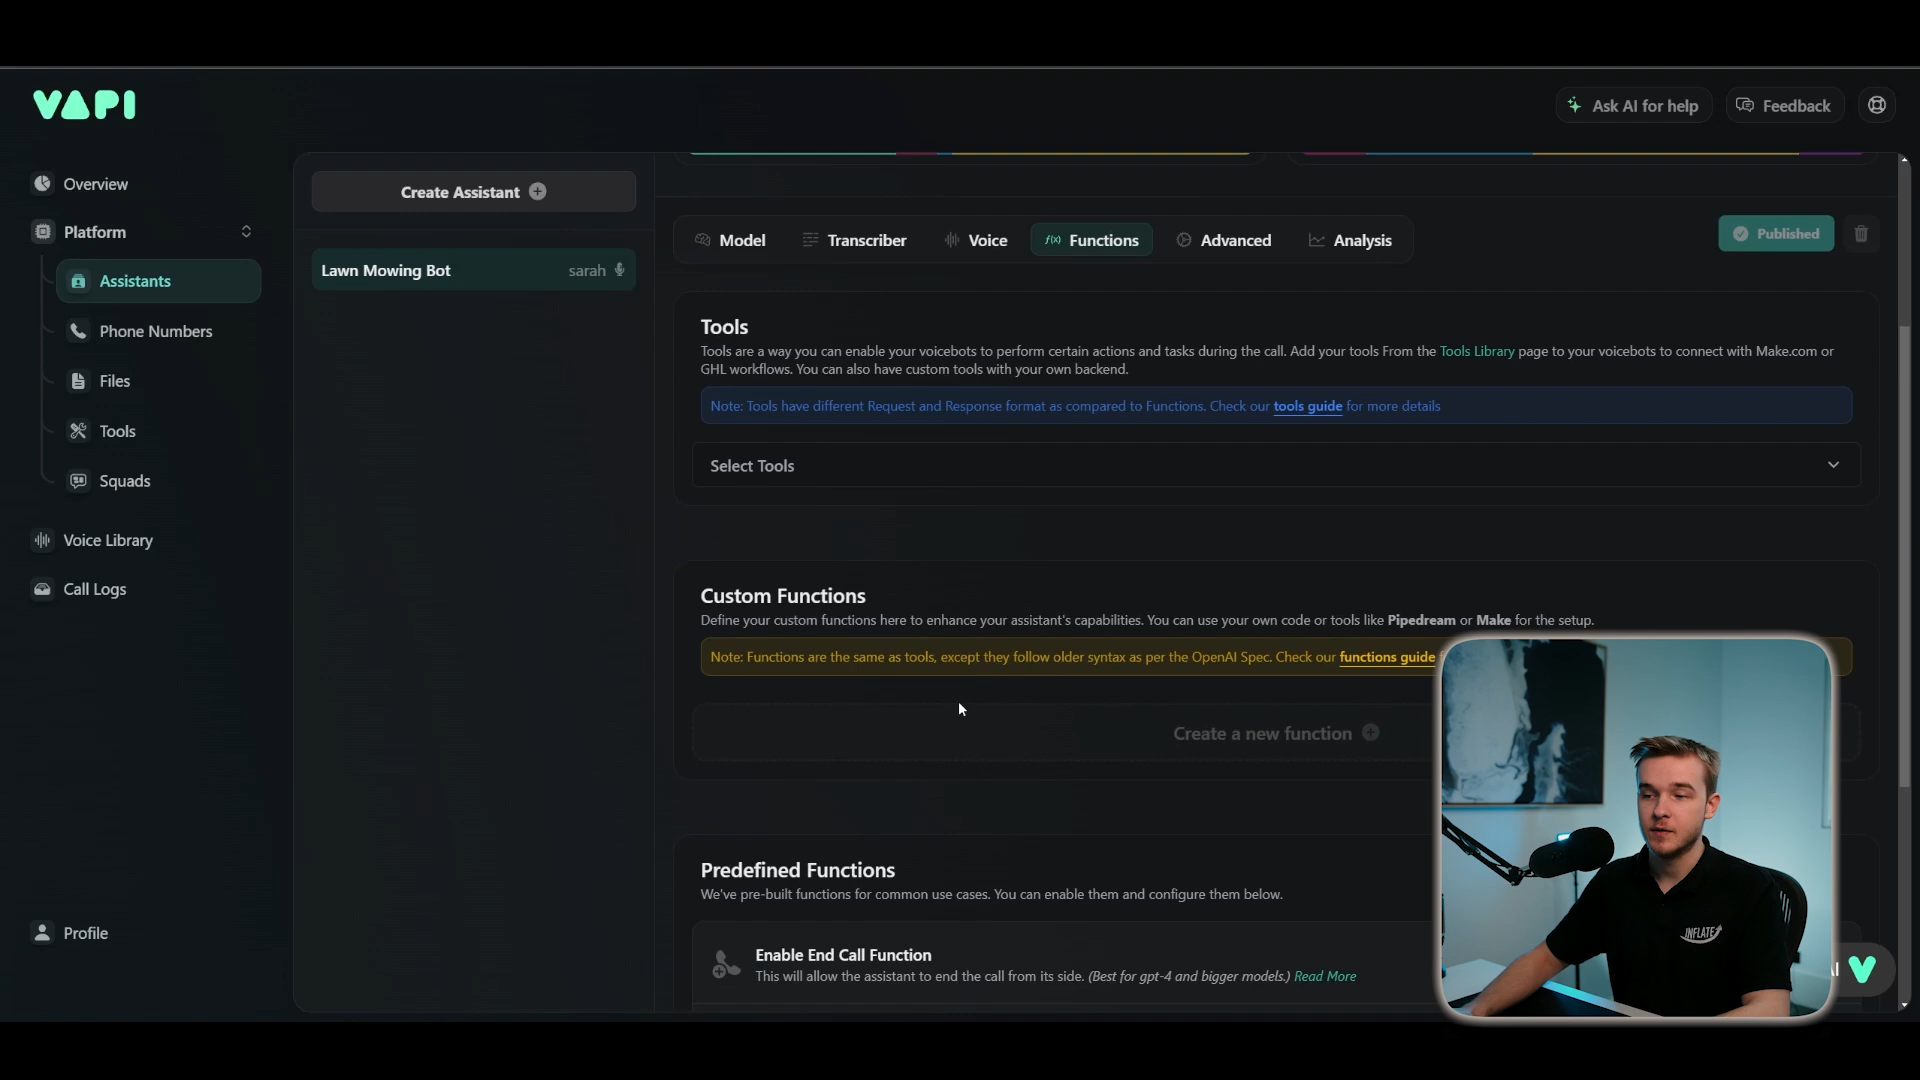 VAPI
Ask AI for help
Feedback
Overview
Platform
Assistants
Phone Numbers
Files
Tools
Squads
Voice Library
Call Logs
Profile
Create Assistant
Lawn Mowing Bot
sarah
Model
Transcriber
Voice
f(x) Functions
Advanced
Analysis
Published
Tools
Tools are a way you can enable your voicebots to perform certain actions and tasks during the call. Add your tools From the Tools Library page to your voicebots to connect with Make.com or
GHL workflows. You can also have custom tools with your own backend.
Note: Tools have different Request and Response format as compared to Functions. Check our tools guide for more details
Select Tools
Custom Functions
Define your custom functions here to enhance your assistant's capabilities. You can use your own code or tools like Pipedream or Make for the setup.
Note: Functions are the same as tools, except they follow older syntax as per the OpenAI Spec. Check our functions guide
Create a new function
Predefined Functions
We've pre-built functions for common use cases. You can enable them and configure them below.
Enable End Call Function
This will allow the assistant to end the call from its side. (Best for gpt-4 and bigger models.) Read More
INFLATE